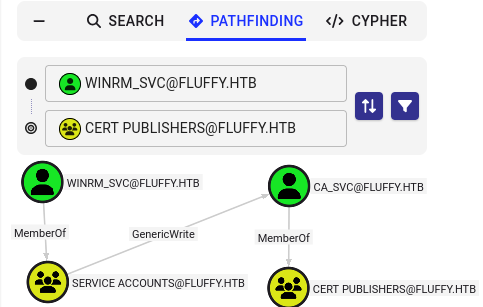 SEARCH PATHFINDING CYPHER
WINRM_SVC@FLUFFY.HTB
CERT PUBLISHERS@FLUFFY.HTB
WINRM_SVC@FLUFFY.HTB
CA_SVC@FLUFFY.HTB
MemberOf
GenericWrite
MemberOf
SERVICE ACCOUNTS@FLUFFY.HTB
CERT PUBLISHERS@FLUFFY.HTB